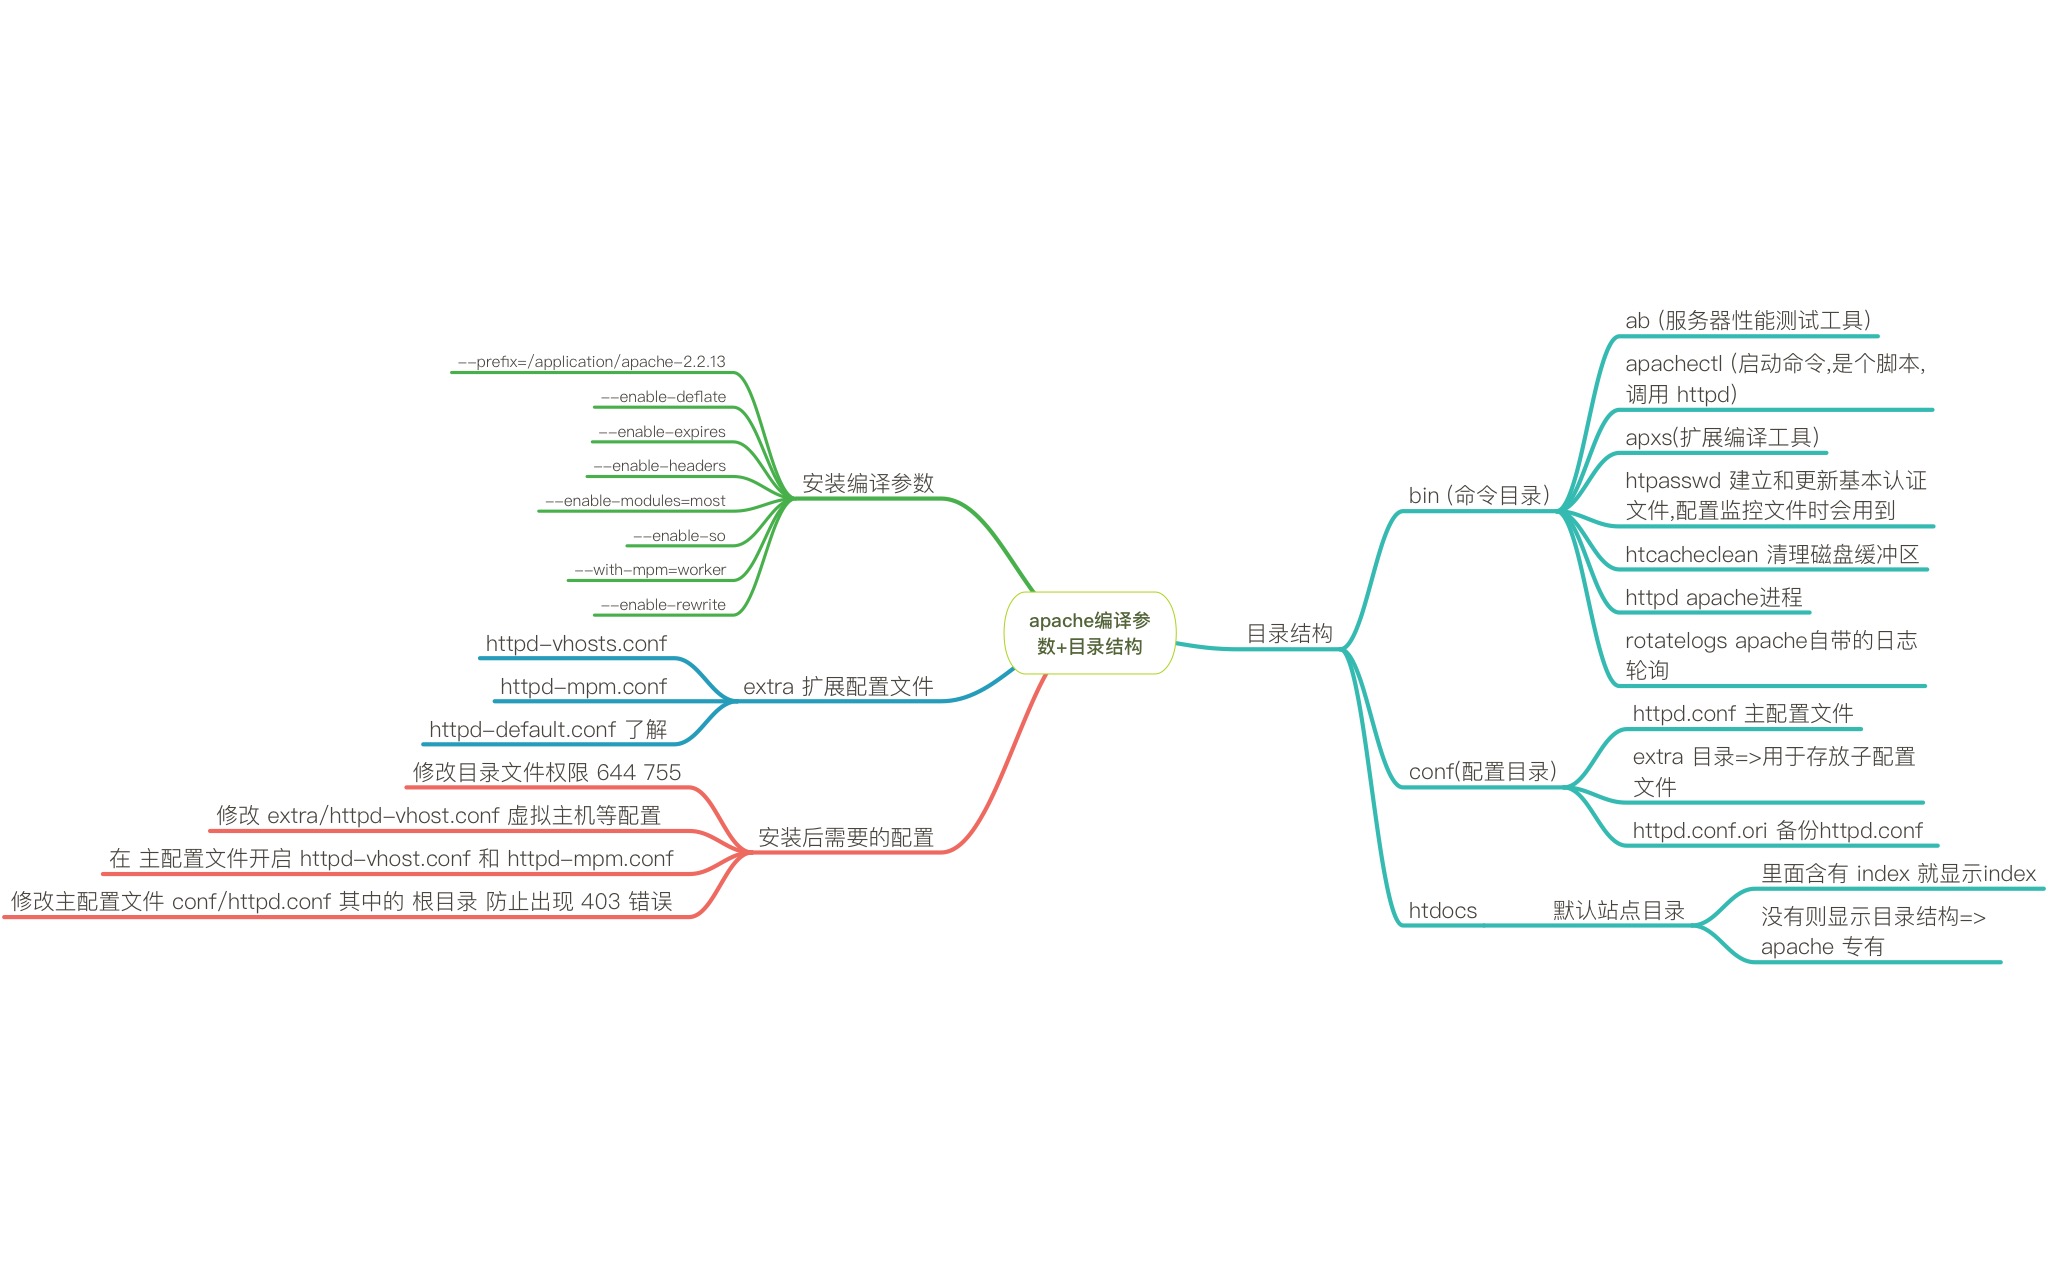 apache编译参
数+目录结构
安装编译参数
--prefix=/application/apache-2.2.13
--enable-deflate
--enable-expires
--enable-headers
--enable-modules=most
--enable-so
--with-mpm=worker
--enable-rewrite
extra 扩展配置文件
httpd-vhosts.conf
httpd-mpm.conf
httpd-default.conf 了解
安装后需要的配置
修改目录文件权限 644 755
修改 extra/httpd-vhost.conf 虚拟主机等配置
在 主配置文件开启 httpd-vhost.conf 和 httpd-mpm.conf
修改主配置文件 conf/httpd.conf 其中的 根目录 防止出现 403 错误
目录结构
bin (命令目录)
ab (服务器性能测试工具)
apachectl (启动命令,是个脚本,
调用 httpd)
apxs(扩展编译工具)
htpasswd 建立和更新基本认证
文件,配置监控文件时会用到
htcacheclean 清理磁盘缓冲区
httpd apache进程
rotatelogs apache自带的日志
轮询
conf(配置目录)
httpd.conf 主配置文件
extra 目录=>用于存放子配置
文件
httpd.conf.ori 备份httpd.conf
htdocs
默认站点目录
里面含有 index 就显示index
没有则显示目录结构=>
apache 专有